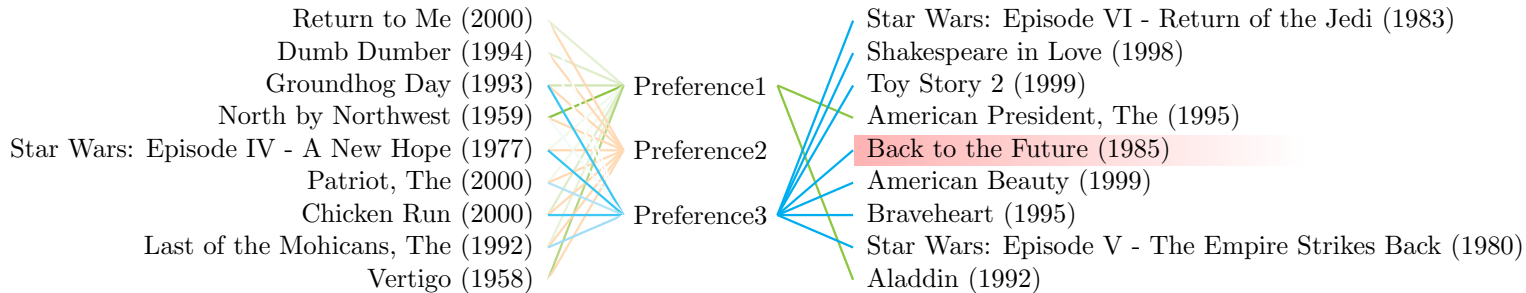 Return to Me (2000)
Dumb Dumber (1994)
Groundhog Day (1993)
North by Northwest (1959)
Star Wars: Episode IV - A New Hope (1977)
Patriot, The (2000)
Chicken Run (2000)
Last of the Mohicans, The (1992)
Vertigo (1958)
Preference1
Preference2
Preference3
Star Wars: Episode VI - Return of the Jedi (1983)
Shakespeare in Love (1998)
Toy Story 2 (1999)
American President, The (1995)
Back to the Future (1985)
American Beauty (1999)
Braveheart (1995)
Star Wars: Episode V - The Empire Strikes Back (1980)
Aladdin (1992)